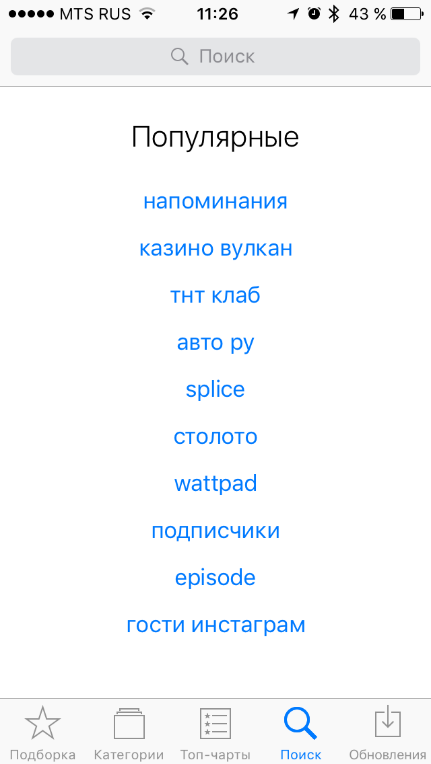 MTS RUS 11:26 43 %
Поиск
Популярные
напоминания
казино вулкан
тнт клаб
авто ру
splice
столото
wattpad
подписчики
episode
гости инстаграм
Подборка Категории Топ-чарты Поиск Обновления